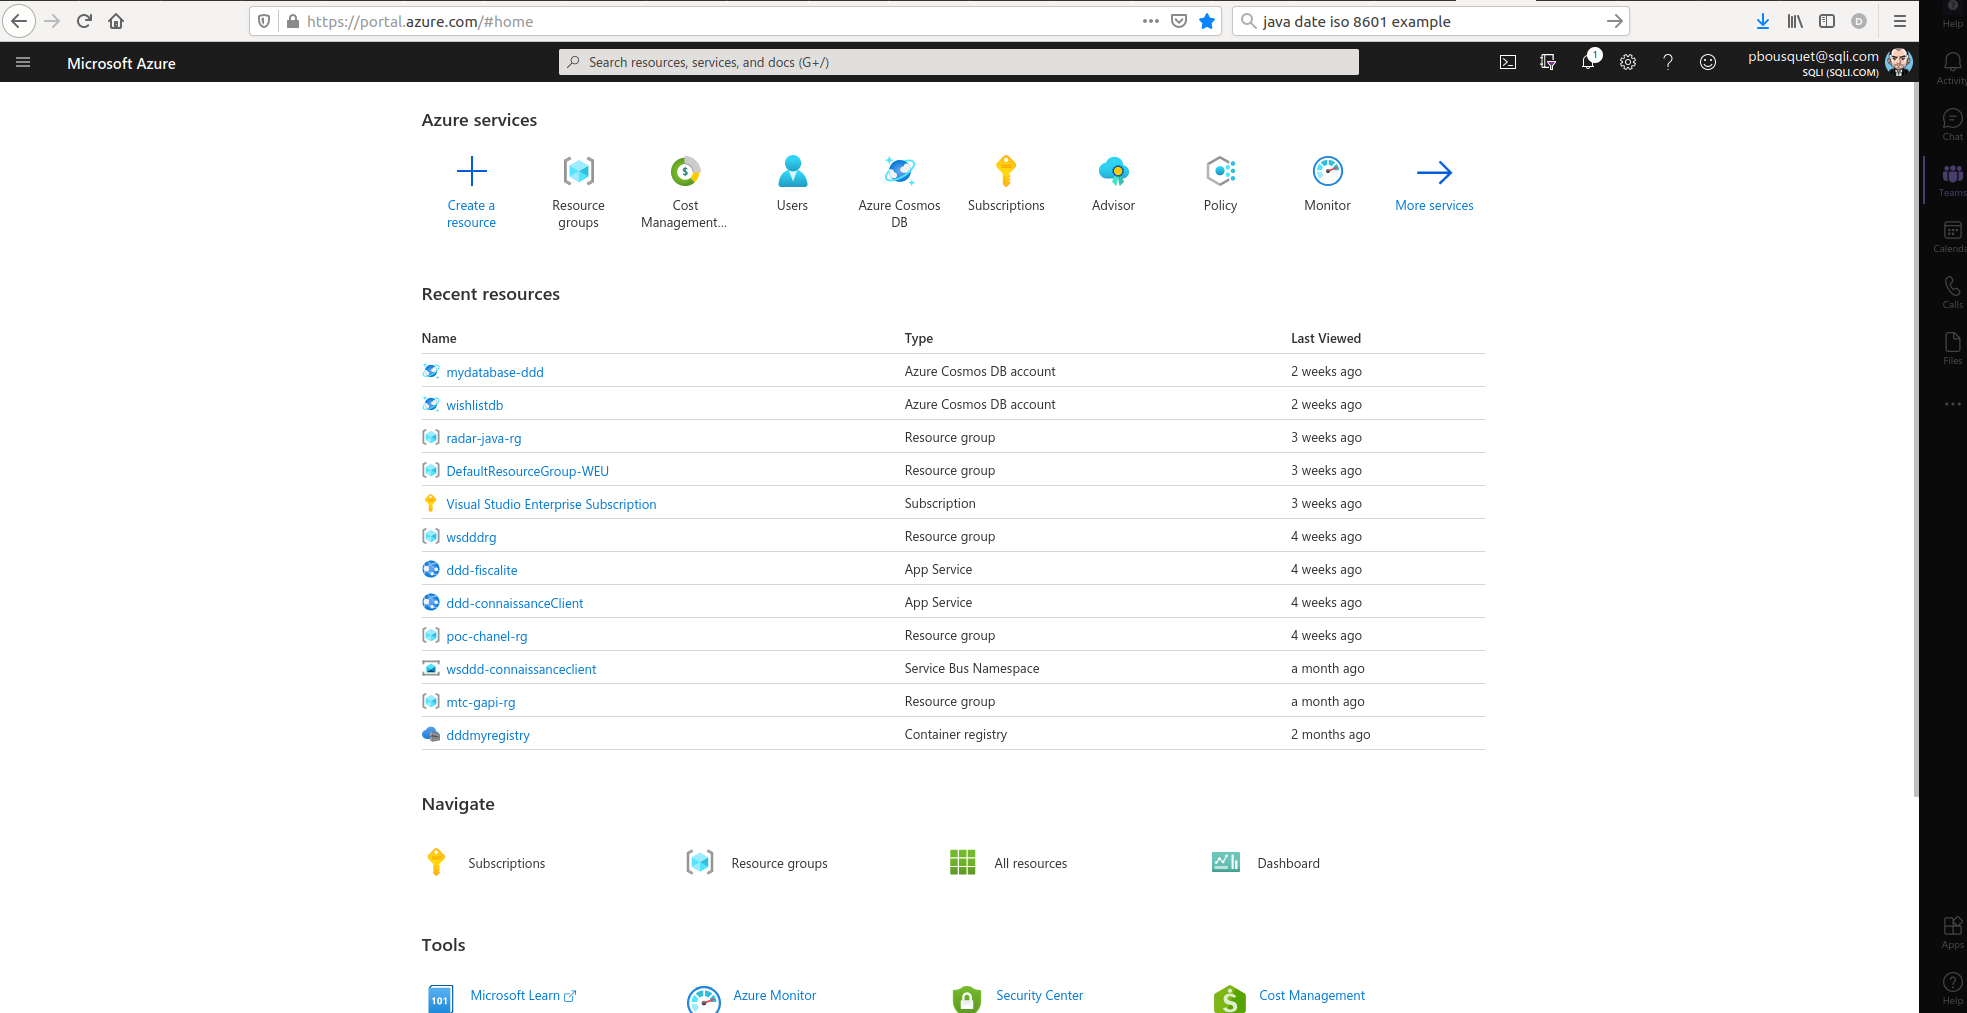 https://portal.azure.com/#home
java date iso 8601 example
D
Microsoft Azure
Search resources, services, and docs (G+/)
1
pbousquet@sqli.com
SQLI (SQLI.COM)
Azure services
Create a resource
Resource groups
Cost Management...
Users
Azure Cosmos DB
Subscriptions
Advisor
Policy
Monitor
More services
Recent resources
Name Type Last Viewed
mydatabase-ddd Azure Cosmos DB account 2 weeks ago
wishlistdb Azure Cosmos DB account 2 weeks ago
radar-java-rg Resource group 3 weeks ago
DefaultResourceGroup-WEU Resource group 3 weeks ago
Visual Studio Enterprise Subscription Subscription 3 weeks ago
wsdddrg Resource group 4 weeks ago
ddd-fiscalite App Service 4 weeks ago
ddd-connaissanceClient App Service 4 weeks ago
poc-chanel-rg Resource group 4 weeks ago
wsddd-connaissanceclient Service Bus Namespace a month ago
mtc-gapi-rg Resource group a month ago
dddmyregistry Container registry 2 months ago
Navigate
Subscriptions Resource groups All resources Dashboard
Tools
101 Microsoft Learn Azure Monitor Security Center Cost Management
Help
Activity
Chat
Teams
Calenda
Calls
Files
Apps
Help